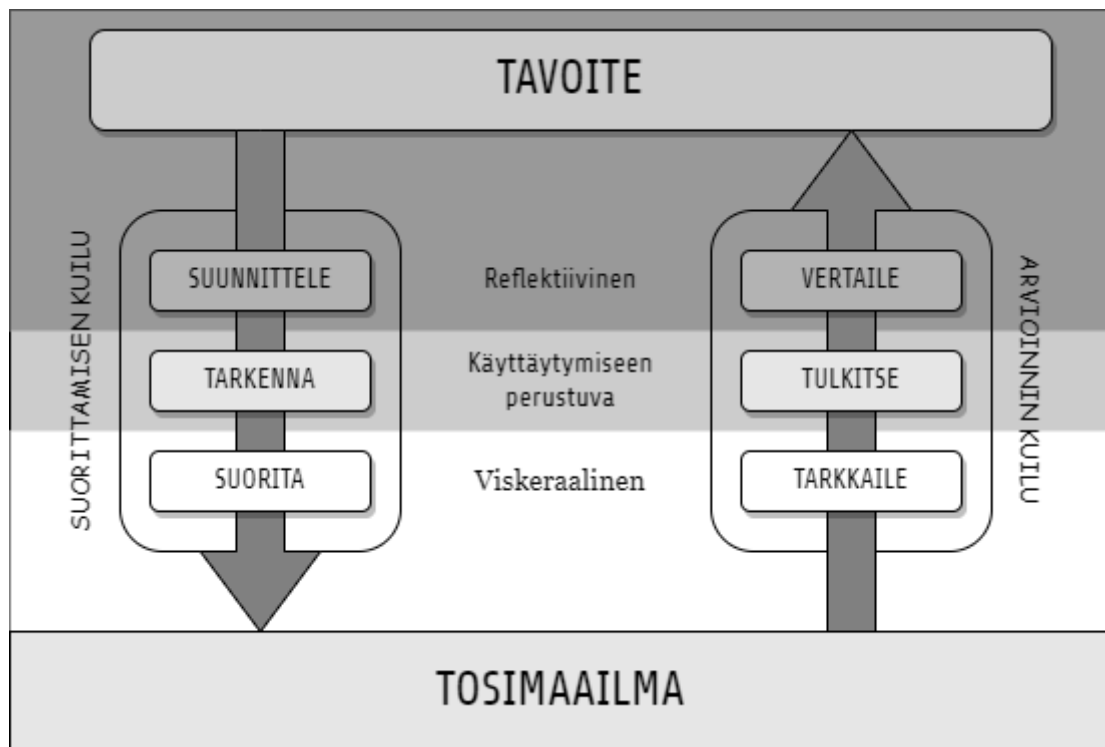 TAVOITE
SUORITTAMISEN KUILU
SUUNNITTELE
Reflektiivinen
VERTAILE
ARVIOINNIN KUILU
TARKENNA
Käyttäytymiseen
perustuva
TULKITSE
SUORITA
Viskeraalinen
TARKKAILE
TOSIMAAILMA